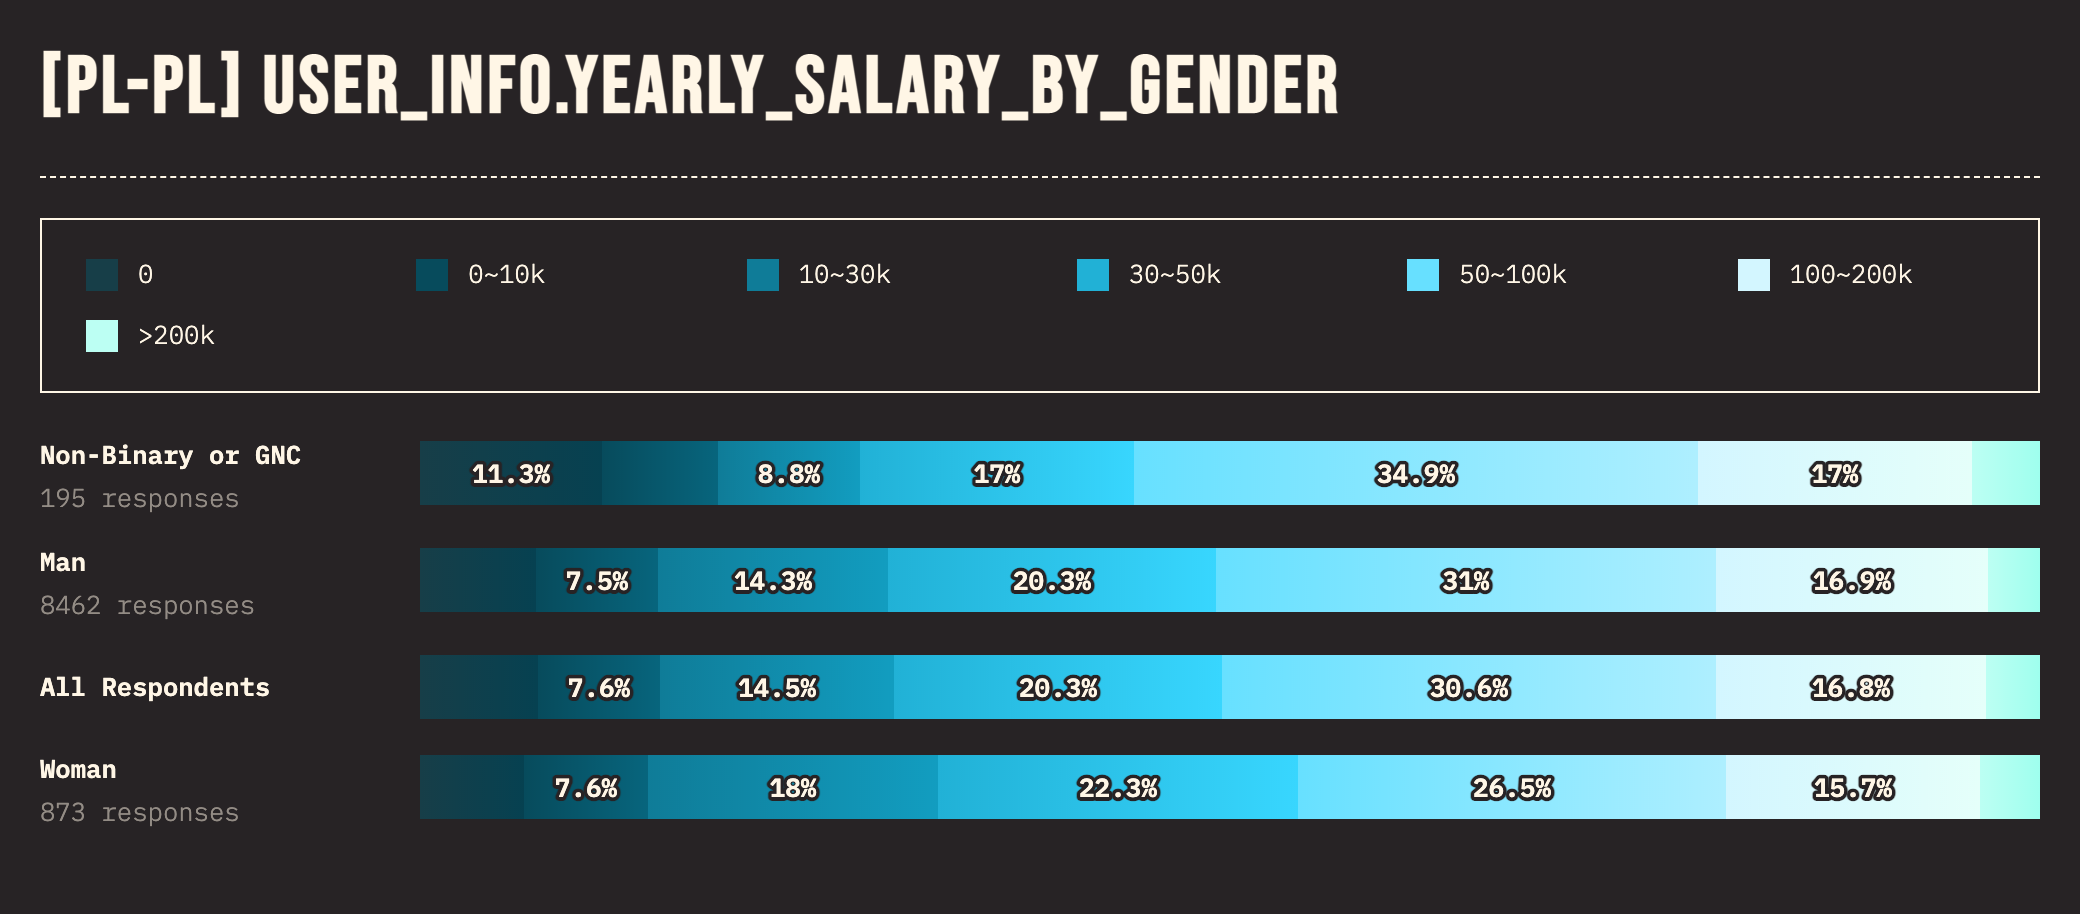 [PL-PL] USER_INFO.YEARLY_SALARY_BY_GENDER
0 0~10k 10~30k 30~50k 50~100k 100~200k
>200k
Non-Binary or GNC
195 responses
11.3% 8.8% 17% 34.9% 17%
Man
8462 responses
7.5% 14.3% 20.3% 31% 16.9%
All Respondents
7.6% 14.5% 20.3% 30.6% 16.8%
Woman
873 responses
7.6% 18% 22.3% 26.5% 15.7%